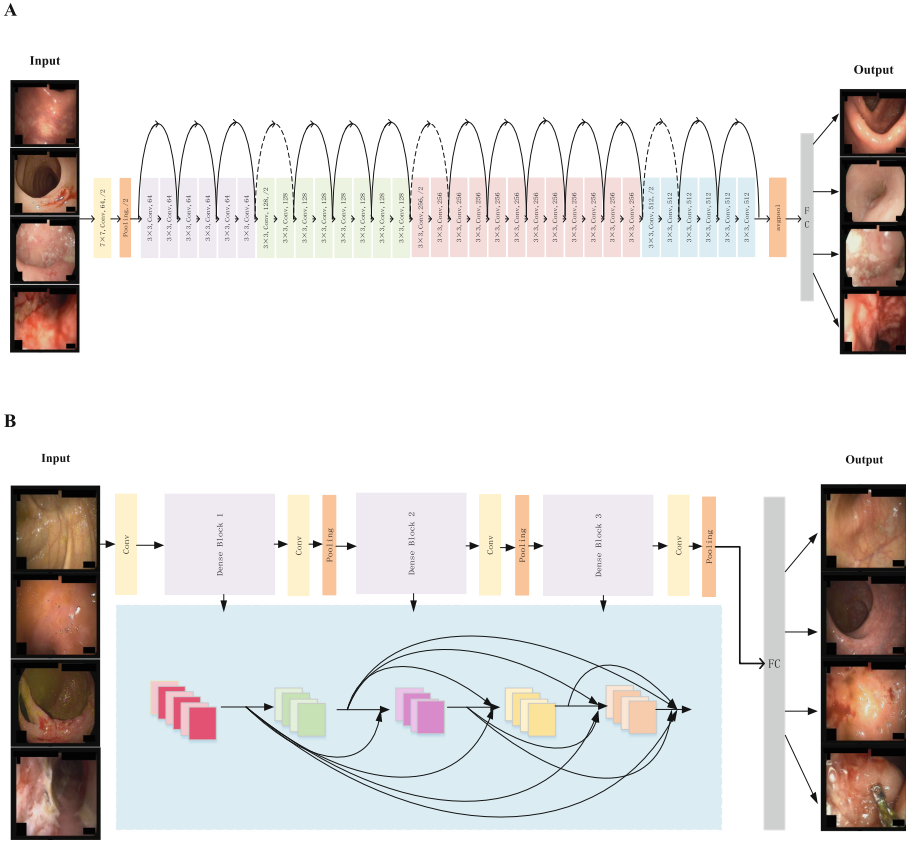 A
Input
Output
7×7,Conv,64,/2
Pooling,/2
3×3,Conv,64
3×3,Conv,64
3×3,Conv,64
3×3,Conv,64
3×3,Conv,64
3×3,Conv,64
3×3,Conv,128,/2
3×3,Conv,128
3×3,Conv,128
3×3,Conv,128
3×3,Conv,128
3×3,Conv,128
3×3,Conv,128
3×3,Conv,128
3×3,Conv,256,/2
3×3,Conv,256
3×3,Conv,256
3×3,Conv,256
3×3,Conv,256
3×3,Conv,256
3×3,Conv,256
3×3,Conv,256
3×3,Conv,256
3×3,Conv,256
3×3,Conv,256
3×3,Conv,256
3×3,Conv,512,/2
3×3,Conv,512
3×3,Conv,512
3×3,Conv,512
3×3,Conv,512
3×3,Conv,512
avgpool
F
C
B
Input
Output
Conv
Dense Block 1
Conv
Pooling
Dense Block 2
Conv
Pooling
Dense Block 3
Conv
Pooling
FC